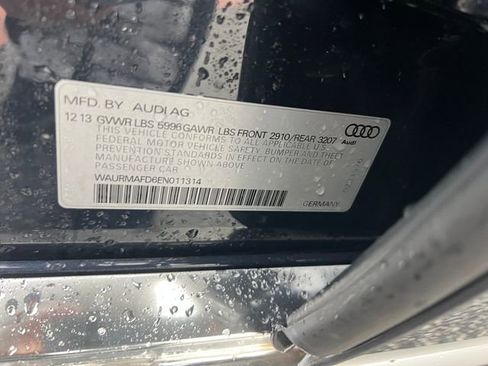 MFD. BY AUDI AG
12 13 GVWR LBS 5996 GAWR LBS FRONT 2910/REAR 3207
THIS VEHICLE CONFORMS TO ALL APPLICABLE U.S.
FEDERAL MOTOR VEHICLE SAFETY, BUMPER AND THEFT
PREVENTION STANDARDS IN EFFECT ON THE DATE OF
MANUFACTURE SHOWN ABOVE
PASSENGER CAR
WAURMAFD6EN011314
Audi
GERMANY